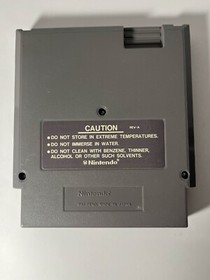 CAUTION REV-A
•DO NOT STORE IN EXTREME TEMPERATURES.
•DO NOT IMMERSE IN WATER.
•DO NOT CLEAN WITH BENZENE, THINNER,
ALCOHOL OR OTHER SUCH SOLVENTS.
Nintendo
Nintendo